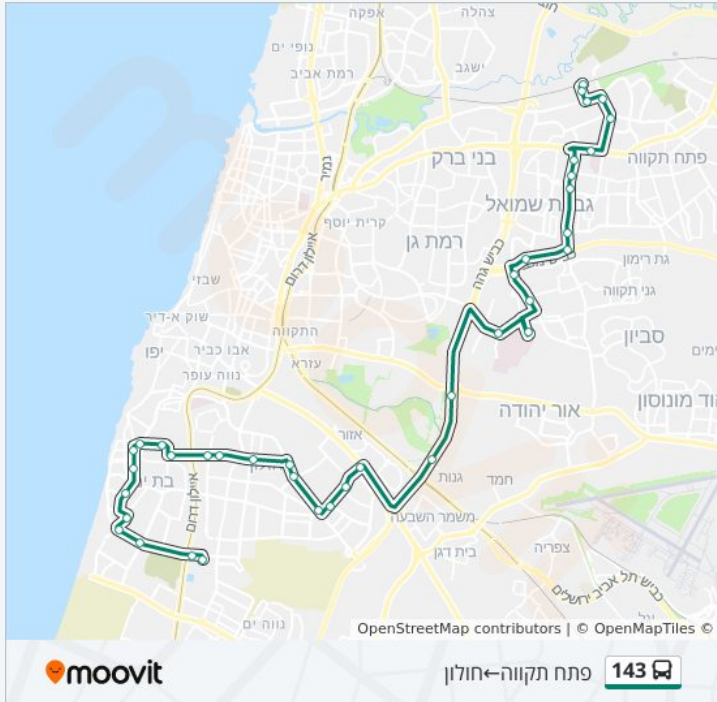 אפקה
צהלה
נופי ים
רמת אביב
ישגב
נמיר
בני ברק
פתח תקווה
גבעת שמואל
קרית יוסף
רמת גן
איילון דרום
כביש גהה
גת רימון
גני תקווה
שבזי
שוק א-דיר
התקווה
סביון
יפו
אבו כביר
עזרא
נווה עופר
אור יהודה
אזור
גנות
חמד
בת
איילון דרום
משמר השבעה
צפריה
בית דגן
כביש תל אביב ירושלים
נווה ים
OpenStreetMap contributors | © OpenMapTiles ©
moovit
143 פתח תקווה←חולון